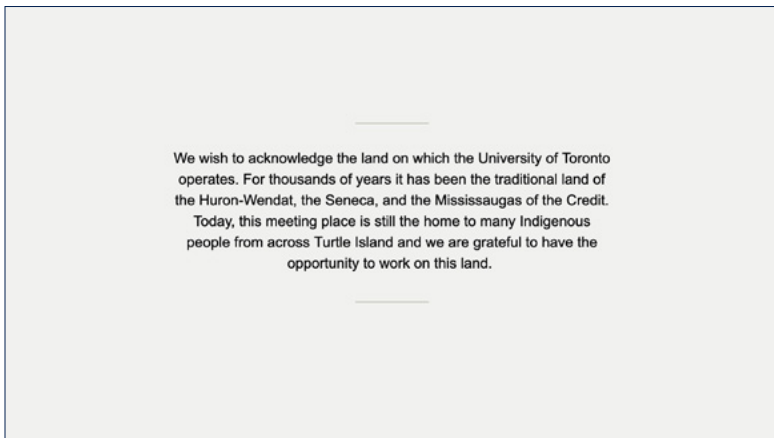 We wish to acknowledge the land on which the University of Toronto
operates. For thousands of years it has been the traditional land of
the Huron-Wendat, the Seneca, and the Mississaugas of the Credit.
Today, this meeting place is still the home to many Indigenous
people from across Turtle Island and we are grateful to have the
opportunity to work on this land.